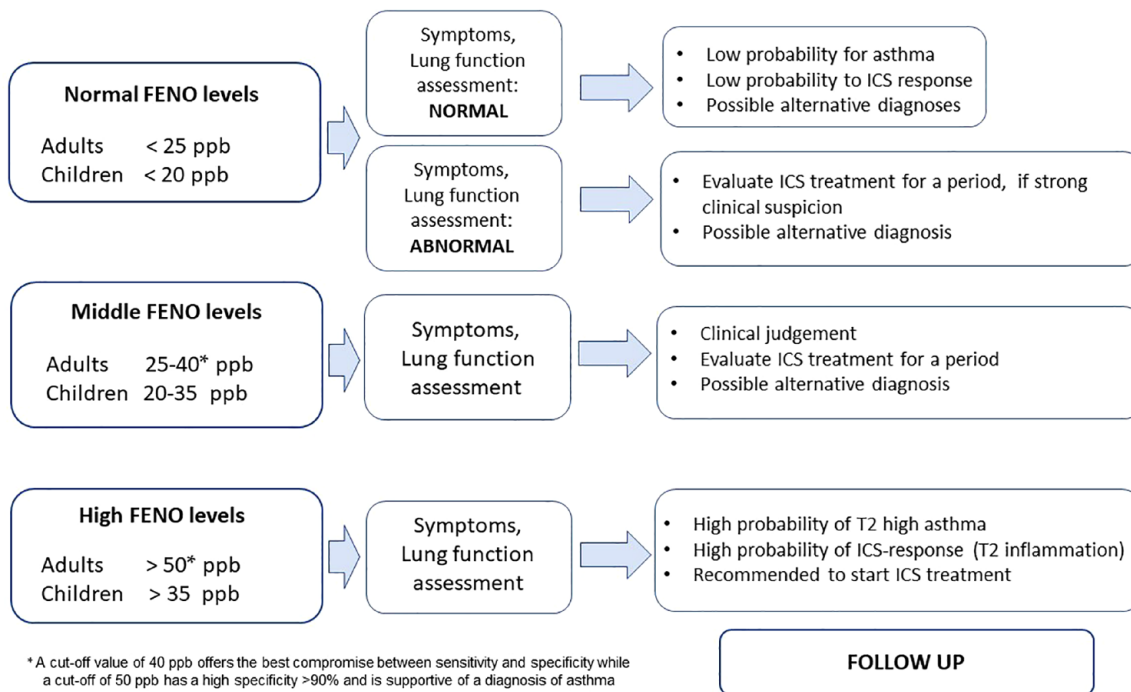 Normal FENO levels
Adults < 25 ppb
Children < 20 ppb
Symptoms,
Lung function
assessment:
NORMAL
• Low probability for asthma
• Low probability to ICS response
• Possible alternative diagnoses
Symptoms,
Lung function
assessment:
ABNORMAL
• Evaluate ICS treatment for a period, if strong
clinical suspicion
• Possible alternative diagnosis
Middle FENO levels
Adults 25-40* ppb
Children 20-35 ppb
Symptoms,
Lung function
assessment
• Clinical judgement
• Evaluate ICS treatment for a period
• Possible alternative diagnosis
High FENO levels
Adults > 50* ppb
Children > 35 ppb
Symptoms,
Lung function
assessment
• High probability of T2 high asthma
• High probability of ICS-response (T2 inflammation)
• Recommended to start ICS treatment
* A cut-off value of 40 ppb offers the best compromise between sensitivity and specificity while
a cut-off of 50 ppb has a high specificity >90% and is supportive of a diagnosis of asthma
FOLLOW UP